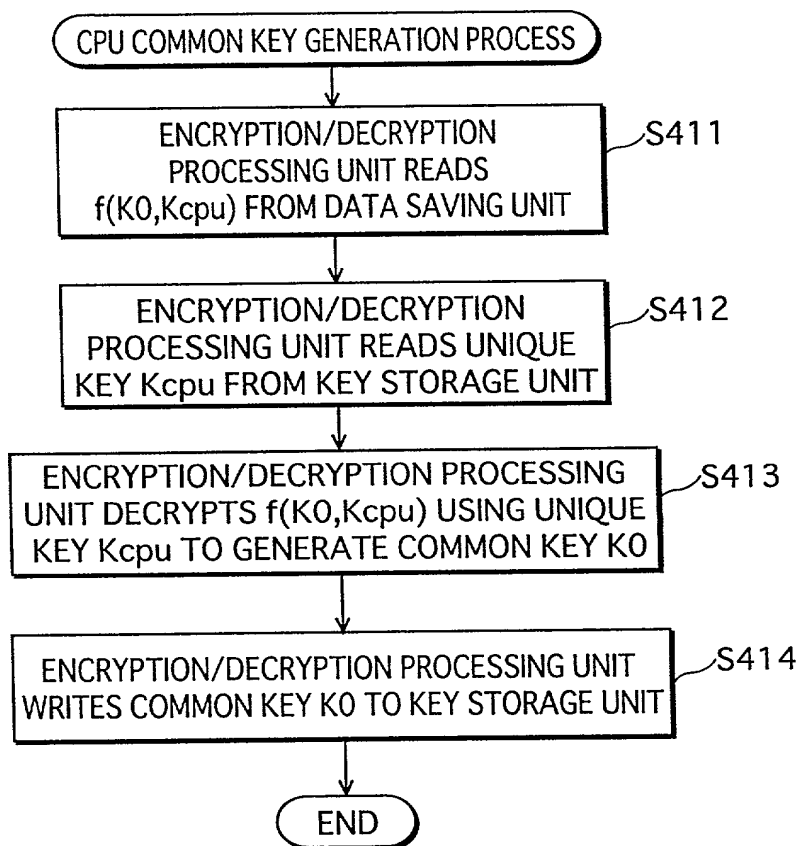 CPU COMMON KEY GENERATION PROCESS
ENCRYPTION/DECRYPTION
PROCESSING UNIT READS
f(K0,Kcpu) FROM DATA SAVING UNIT
S411
ENCRYPTION/DECRYPTION
PROCESSING UNIT READS UNIQUE
KEY Kcpu FROM KEY STORAGE UNIT
S412
ENCRYPTION/DECRYPTION PROCESSING
UNIT DECRYPTS f(K0,Kcpu) USING UNIQUE
KEY Kcpu TO GENERATE COMMON KEY K0
S413
ENCRYPTION/DECRYPTION PROCESSING UNIT
WRITES COMMON KEY K0 TO KEY STORAGE UNIT
S414
END